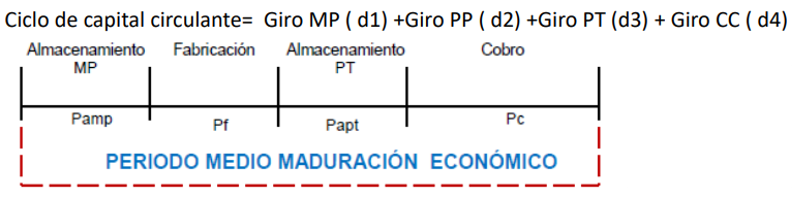 Ciclo de capital circulante= Giro MP ( d1) +Giro PP ( d2) +Giro PT (d3) + Giro CC ( d4)
Almacenamiento MP
Fabricación
Almacenamiento PT
Cobro
Pamp
Pf
Papt
Pc
PERIODO MEDIO MADURACIÓN ECONÓMICO